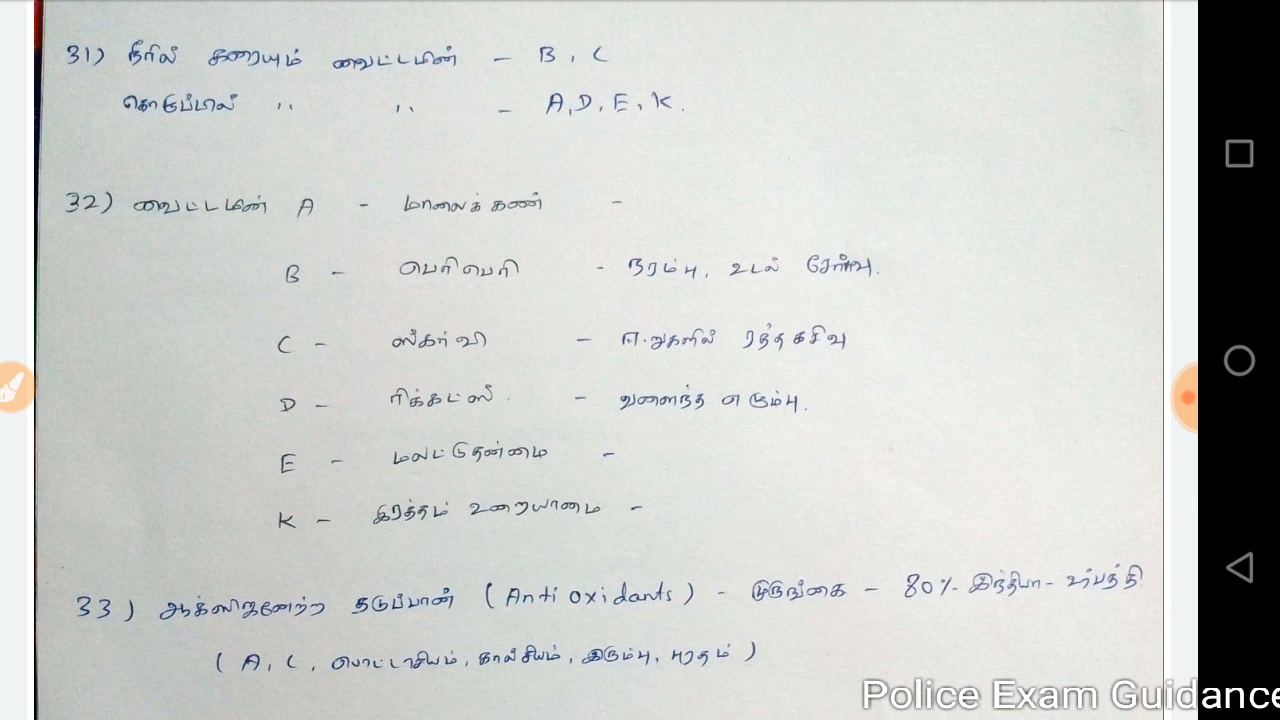 31) நீரில் கரையும் வைட்டமின் - B, C
கொழுப்பில் ,, ,, - A, D, E, K.
32) வைட்டமின் A - மாலைக்கண் -
B - பெரிபெரி - நரம்பு, உடல் சோர்வு.
C - ஸ்கர்வி - ஈறுகளில் ரத்தகசிவு
D - ரிக்கட்ஸ். - வளைந்த எலும்பு.
E - மலட்டுதன்மை -
K - இரத்தம் உறையாமை -
33) ஆக்ஸிஜனேற்ற தடுப்பான் (Anti oxidants) - முருங்கை - 80% இந்தியா - உற்பத்தி
(A, C, பொட்டாசியம், கால்சியம், இரும்பு, புரதம்)
Police Exam Guidance